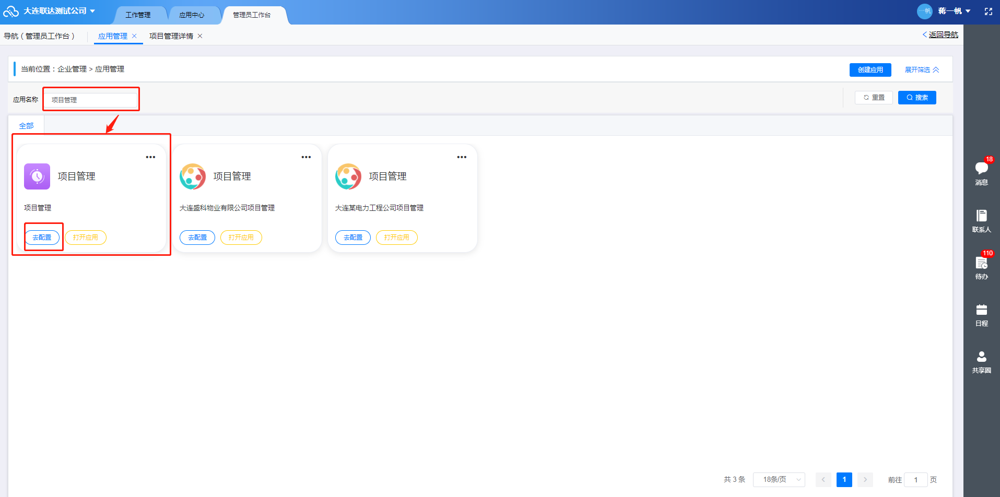 大连联达测试公司
工作管理
应用中心
管理员工作台
一帆
蒋一帆
导航（管理员工作台）
应用管理
项目管理详情
返回导航
当前位置：企业管理 > 应用管理
创建应用
展开筛选
应用名称
项目管理
重置
搜索
全部
项目管理
项目管理
去配置
打开应用
项目管理
大连盛科物业有限公司项目管理
去配置
打开应用
项目管理
大连某电力工程公司项目管理
去配置
打开应用
18
消息
联系人
110
待办
日程
共享圈
共 3 条
18条/页
1
前往
1
页